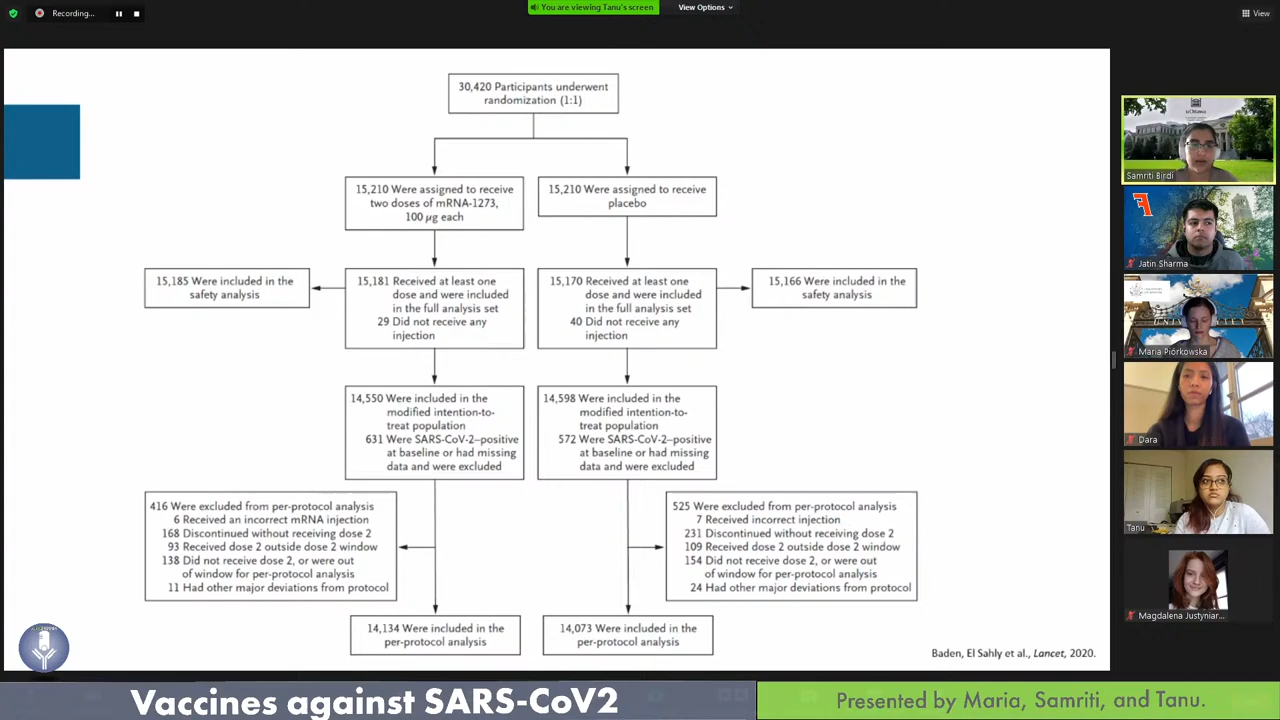 Recording...
You are viewing Tanu's screen
View Options
View
30,420 Participants underwent
randomization (1:1)
15,210 Were assigned to receive
two doses of mRNA-1273,
100 μg each
15,210 Were assigned to receive
placebo
15,185 Were included in the
safety analysis
15,181 Received at least one
dose and were included
in the full analysis set
29 Did not receive any
injection
15,170 Received at least one
dose and were included
in the full analysis set
40 Did not receive any
injection
15,166 Were included in the
safety analysis
14,550 Were included in the
modified intention-to-
treat population
631 Were SARS-CoV-2–positive
at baseline or had missing
data and were excluded
14,598 Were included in the
modified intention-to-
treat population
572 Were SARS-CoV-2–positive
at baseline or had missing
data and were excluded
416 Were excluded from per-protocol analysis
6 Received an incorrect mRNA injection
168 Discontinued without receiving dose 2
93 Received dose 2 outside dose 2 window
138 Did not receive dose 2, or were out
of window for per-protocol analysis
11 Had other major deviations from protocol
525 Were excluded from per-protocol analysis
7 Received incorrect injection
231 Discontinued without receiving dose 2
109 Received dose 2 outside dose 2 window
154 Did not receive dose 2, or were out
of window for per-protocol analysis
24 Had other major deviations from protocol
14,134 Were included in the
per-protocol analysis
14,073 Were included in the
per-protocol analysis
Baden, El Sahly et al., Lancet, 2020.
uOttawa
Samriti Birdi
Jatin Sharma
Maria Piórkowska
Dara
Tanu
Magdalena Justyniar...
Vaccines against SARS-CoV2
Presented by Maria, Samriti, and Tanu.